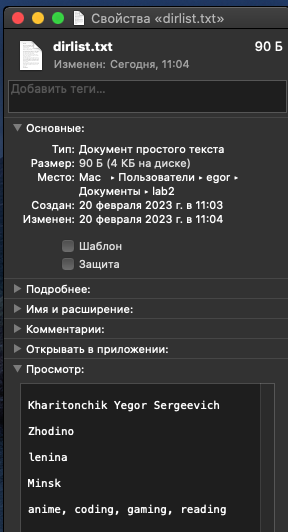 Свойства «dirlist.txt»
dirlist.txt 90 Б
Изменен: Сегодня, 11:04
Добавить теги...
Основные:
Тип: Документ простого текста
Размер: 90 Б (4 КБ на диске)
Место: Mac ▸ Пользователи ▸ egor ▸
Документы ▸ lab2
Создан: 20 февраля 2023 г. в 11:03
Изменен: 20 февраля 2023 г. в 11:04
Шаблон
Защита
Подробнее:
Имя и расширение:
Комментарии:
Открывать в приложении:
Просмотр:
Kharitonchik Yegor Sergeevich
Zhodino
lenina
Minsk
anime, coding, gaming, reading